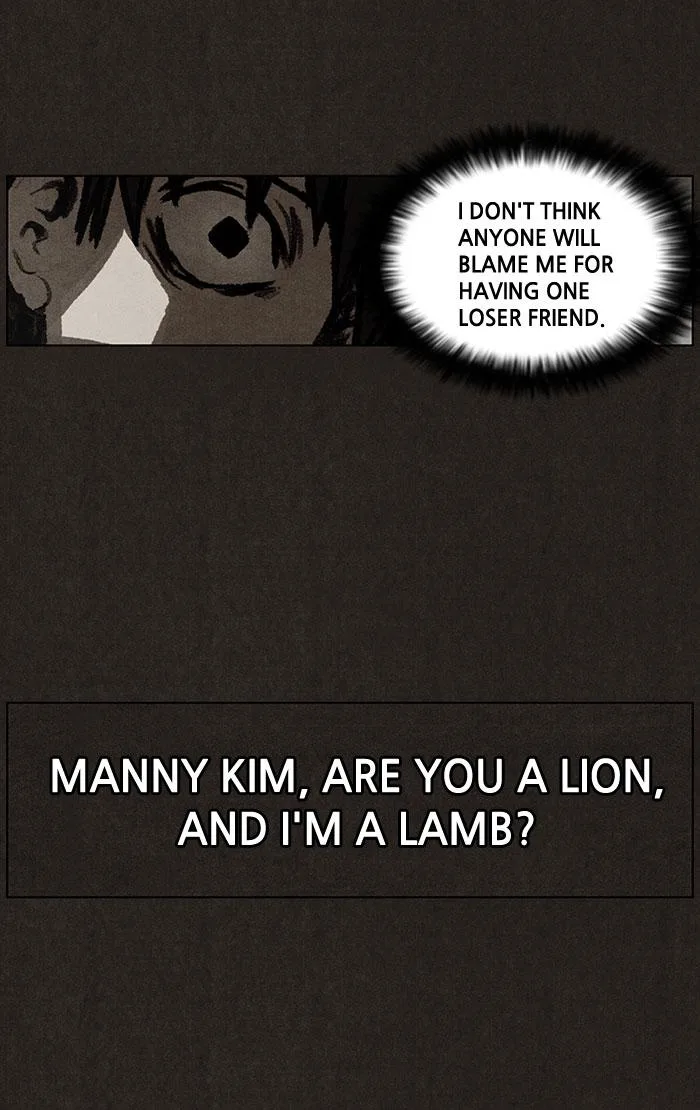 I DON'T THINK
ANYONE WILL
BLAME ME FOR
HAVING ONE
LOSER FRIEND.
MANNY KIM, ARE YOU A LION,
AND I'M A LAMB?